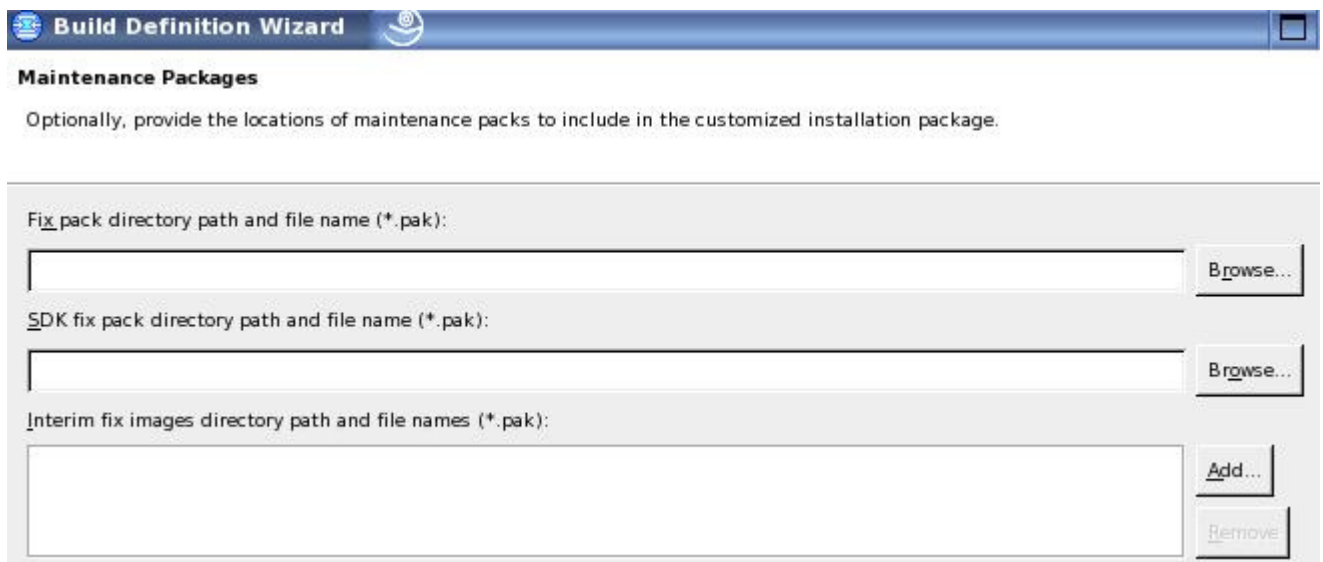 Build Definition Wizard
Maintenance Packages
Optionally, provide the locations of maintenance packs to include in the customized installation package.
Fix pack directory path and file name (*.pak):
Browse...
SDK fix pack directory path and file name (*.pak):
Browse...
Interim fix images directory path and file names (*.pak):
Add...
Remove